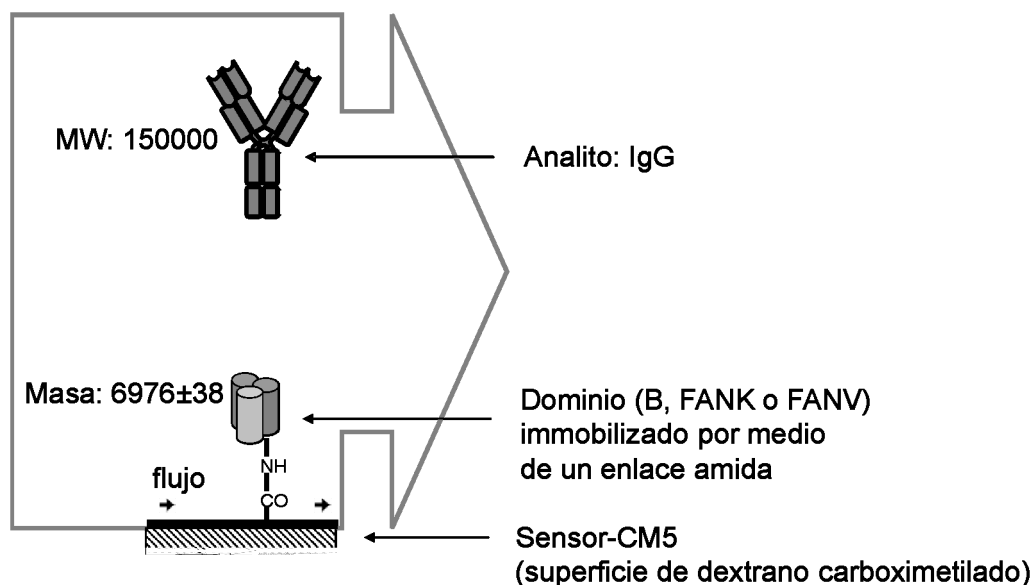 MW: 150000
Analito: IgG
Masa: 6976±38
Dominio (B, FANK o FANV)
immobilizado por medio
de un enlace amida
NH
flujo
CO
Sensor-CM5
(superficie de dextrano carboximetilado)